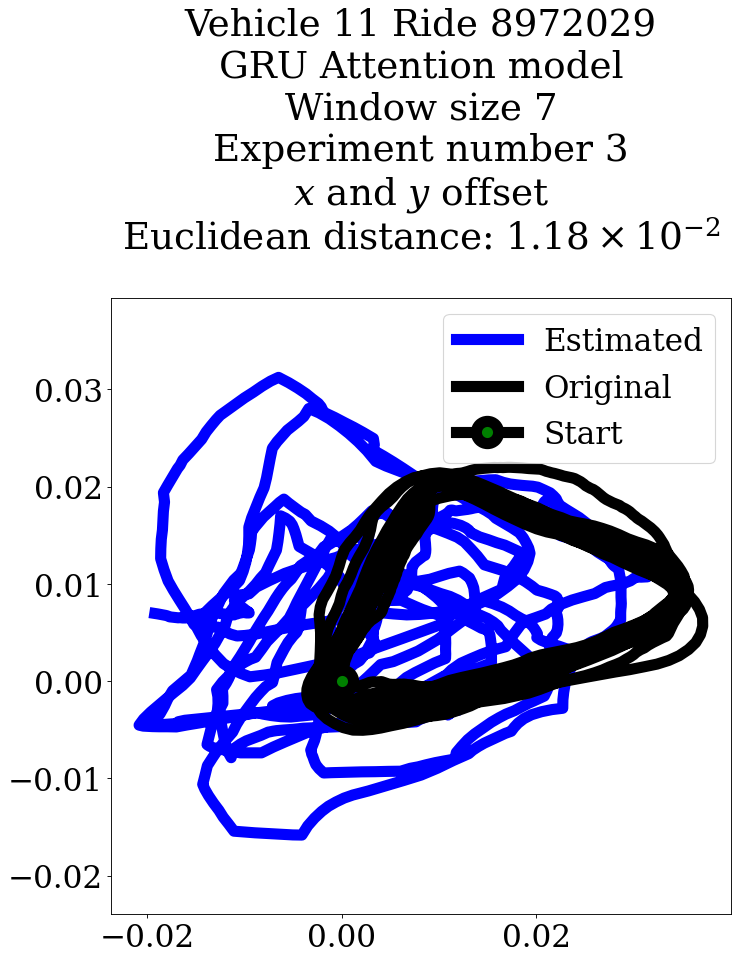 Vehicle 11 Ride 8972029
GRU Attention model
Window size 7
Experiment number 3
x and y offset
Euclidean distance: 1.18 × 10⁻²
Estimated
Original
Start
0.03
0.02
0.01
0.00
−0.01
−0.02
−0.02 0.00 0.02